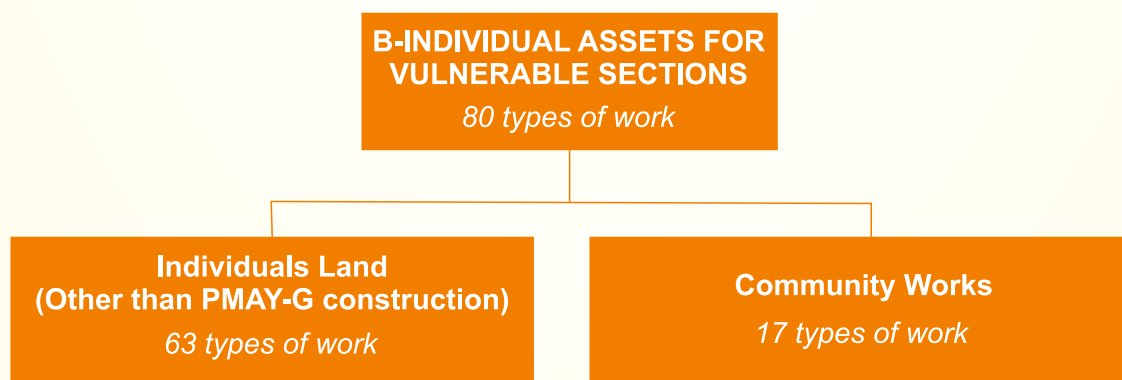 B-INDIVIDUAL ASSETS FOR
VULNERABLE SECTIONS
80 types of work
Individuals Land
(Other than PMAY-G construction)
63 types of work
Community Works
17 types of work